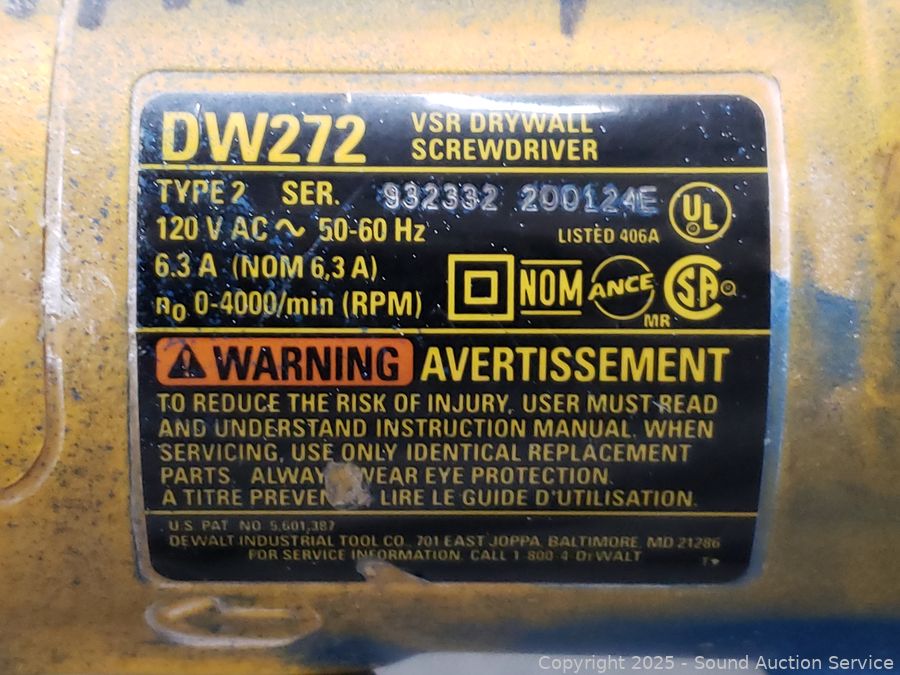 DW272 VSR DRYWALL
SCREWDRIVER
TYPE 2 SER. 932332 200124E
120 V AC ~ 50-60 Hz
6.3 A (NOM 6,3 A)
n₀ 0-4000/min (RPM)
UL
LISTED 406A
NOM
ANCE
MR
SA
®
WARNING AVERTISSEMENT
TO REDUCE THE RISK OF INJURY, USER MUST READ
AND UNDERSTAND INSTRUCTION MANUAL. WHEN
SERVICING, USE ONLY IDENTICAL REPLACEMENT
PARTS. ALWAY WEAR EYE PROTECTION.
A TITRE PREVEN LIRE LE GUIDE D'UTILISATION.
U.S. PAT. NO. 5,601,387
DEWALT INDUSTRIAL TOOL CO., 701 EAST JOPPA, BALTIMORE, MD 21286
FOR SERVICE INFORMATION, CALL 1-800-4-DEWALT
Copyright 2025 - Sound Auction Service